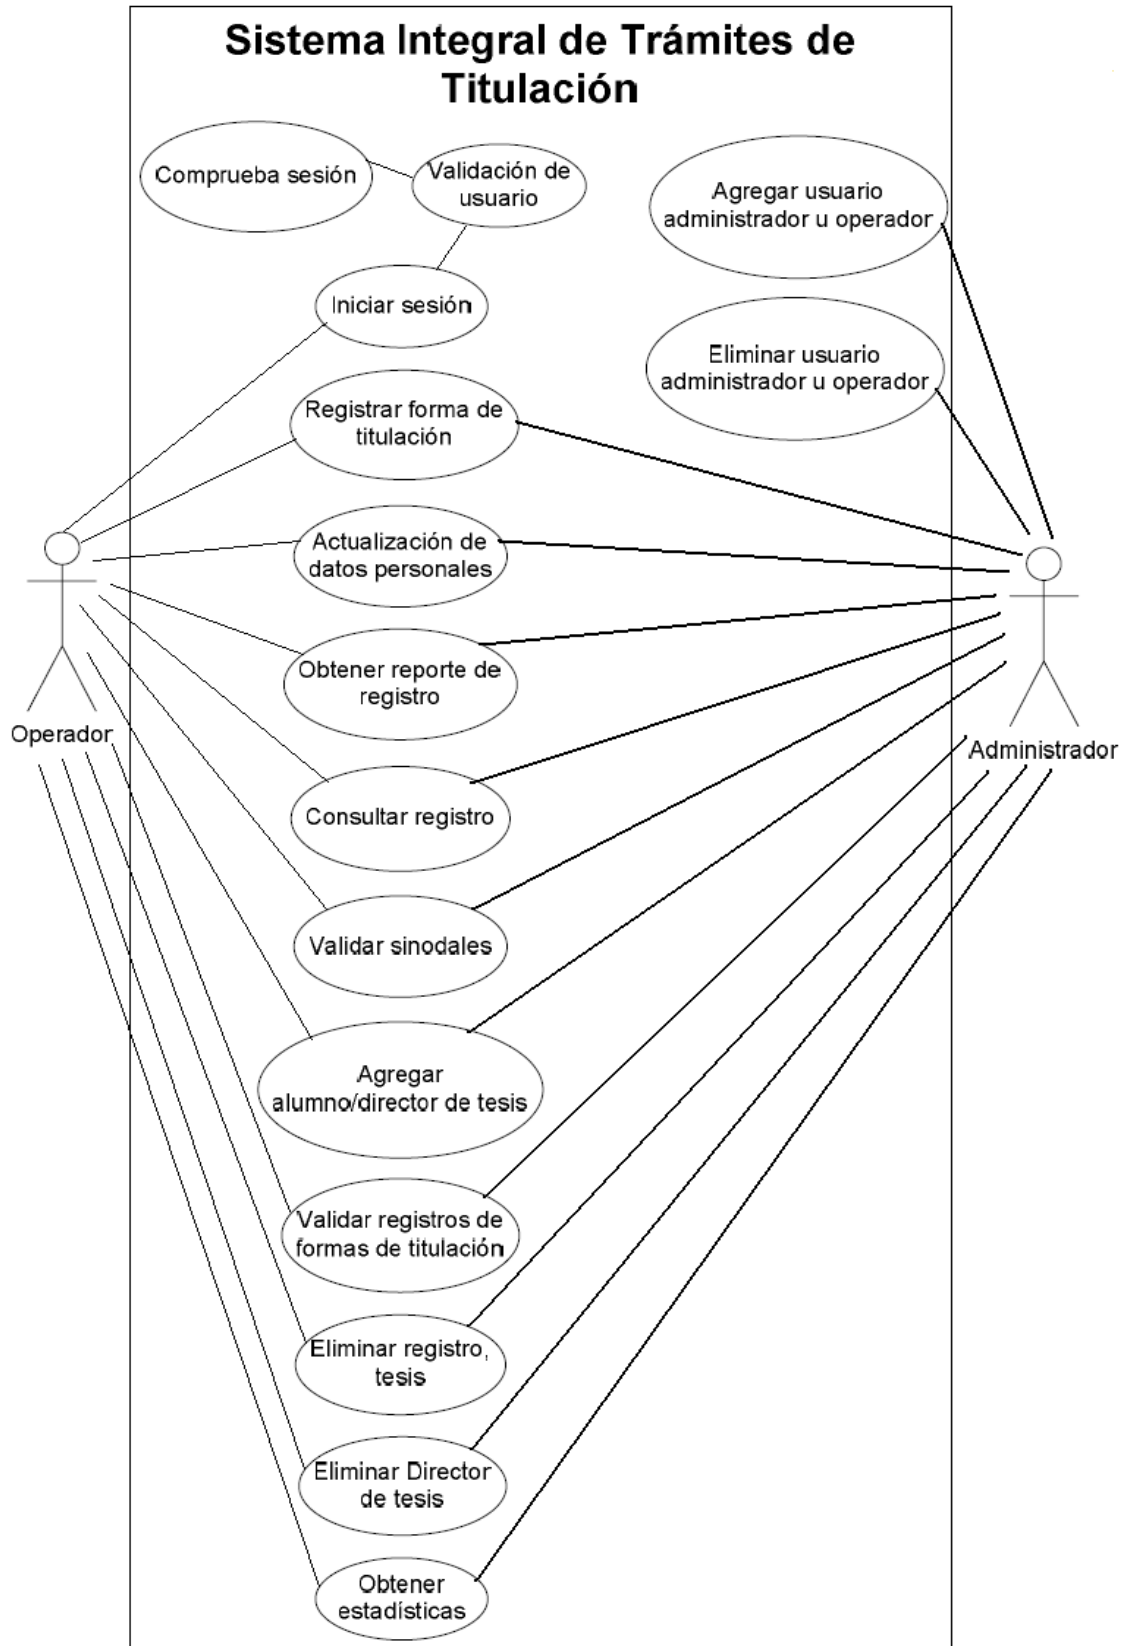 Sistema Integral de Trámites de
Titulación
Comprueba sesión
Validación de
usuario
Agregar usuario
administrador u operador
Iniciar sesión
Eliminar usuario
administrador u operador
Registrar forma de
titulación
Actualización de
datos personales
Obtener reporte de
registro
Operador
Administrador
Consultar registro
Validar sinodales
Agregar
alumno/director de tesis
Validar registros de
formas de titulación
Eliminar registro,
tesis
Eliminar Director
de tesis
Obtener
estadísticas